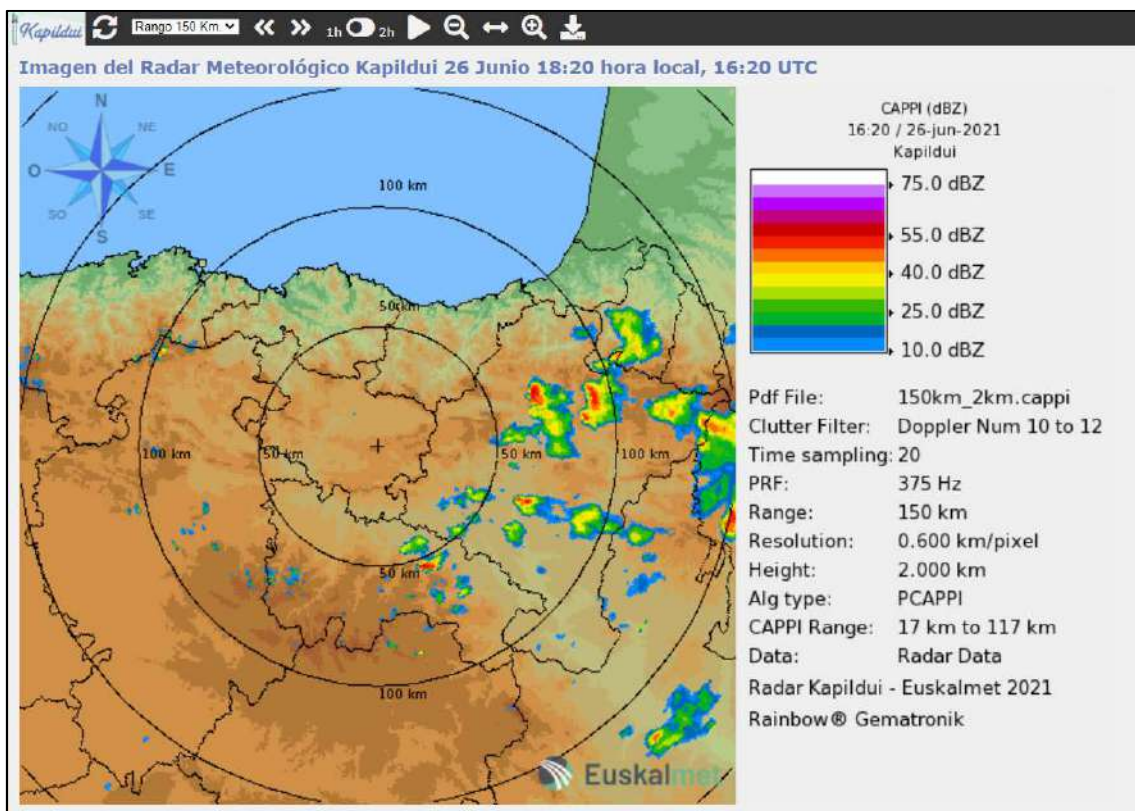 Kapildui Rango 150 Km. 1h 2h
Imagen del Radar Meteorológico Kapildui 26 Junio 18:20 hora local, 16:20 UTC
N
NO NE
O E
SO SE
S
100 km
50 km
100 km 50 km 50 km 100 km
50 km
100 km
Euskalmet
CAPPI (dBZ)
16:20 / 26-jun-2021
Kapildui
75.0 dBZ
55.0 dBZ
40.0 dBZ
25.0 dBZ
10.0 dBZ
Pdf File: 150km_2km.cappi
Clutter Filter: Doppler Num 10 to 12
Time sampling: 20
PRF: 375 Hz
Range: 150 km
Resolution: 0.600 km/pixel
Height: 2.000 km
Alg type: PCAPPI
CAPPI Range: 17 km to 117 km
Data: Radar Data
Radar Kapildui - Euskalmet 2021
Rainbow® Gematronik